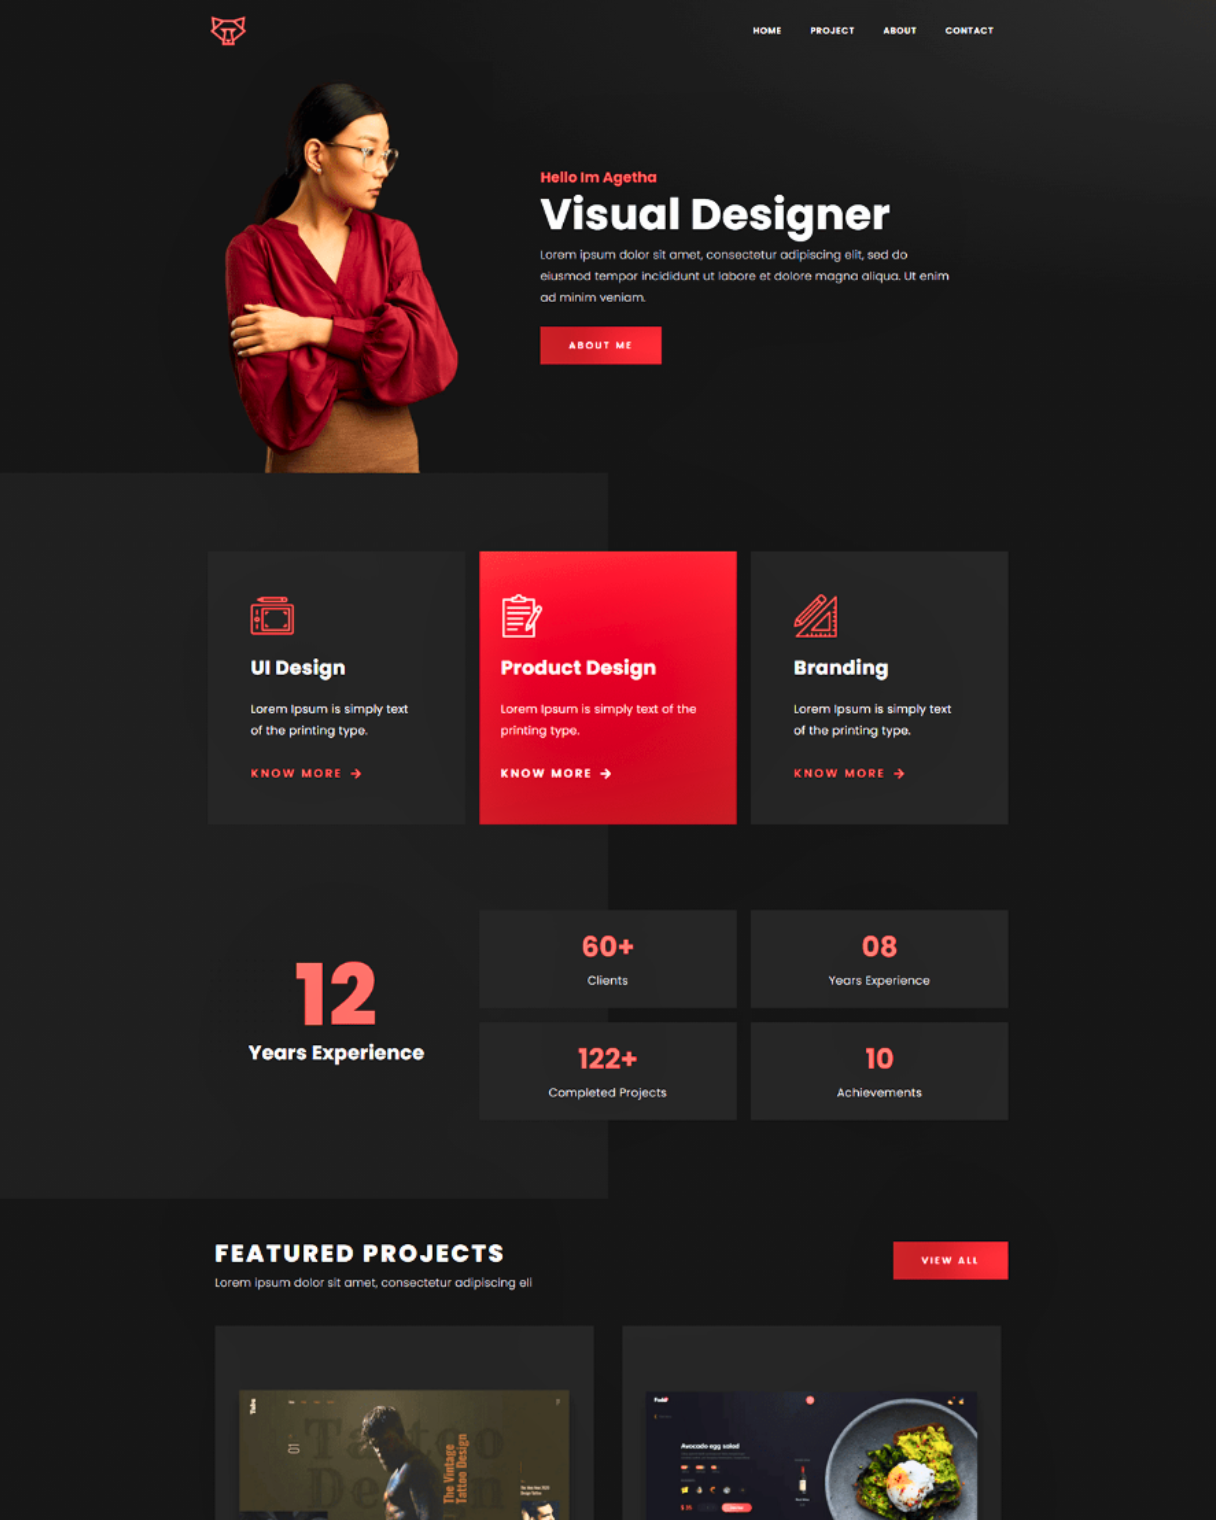 HOME PROJECT ABOUT CONTACT
Hello Im Agetha
Visual Designer
Lorem ipsum dolor sit amet, consectetur adipiscing elit, sed do
eiusmod tempor incididunt ut labore et dolore magna aliqua. Ut enim
ad minim veniam.
ABOUT ME
UI Design
Lorem Ipsum is simply text
of the printing type.
KNOW MORE →
Product Design
Lorem Ipsum is simply text of the
printing type.
KNOW MORE →
Branding
Lorem Ipsum is simply text
of the printing type.
KNOW MORE →
12
Years Experience
60+
Clients
08
Years Experience
122+
Completed Projects
10
Achievements
FEATURED PROJECTS
Lorem ipsum dolor sit amet, consectetur adipiscing eli
VIEW ALL
01
Tattoo
Design
The Vintage
Tattoo Design
Avocado egg salad